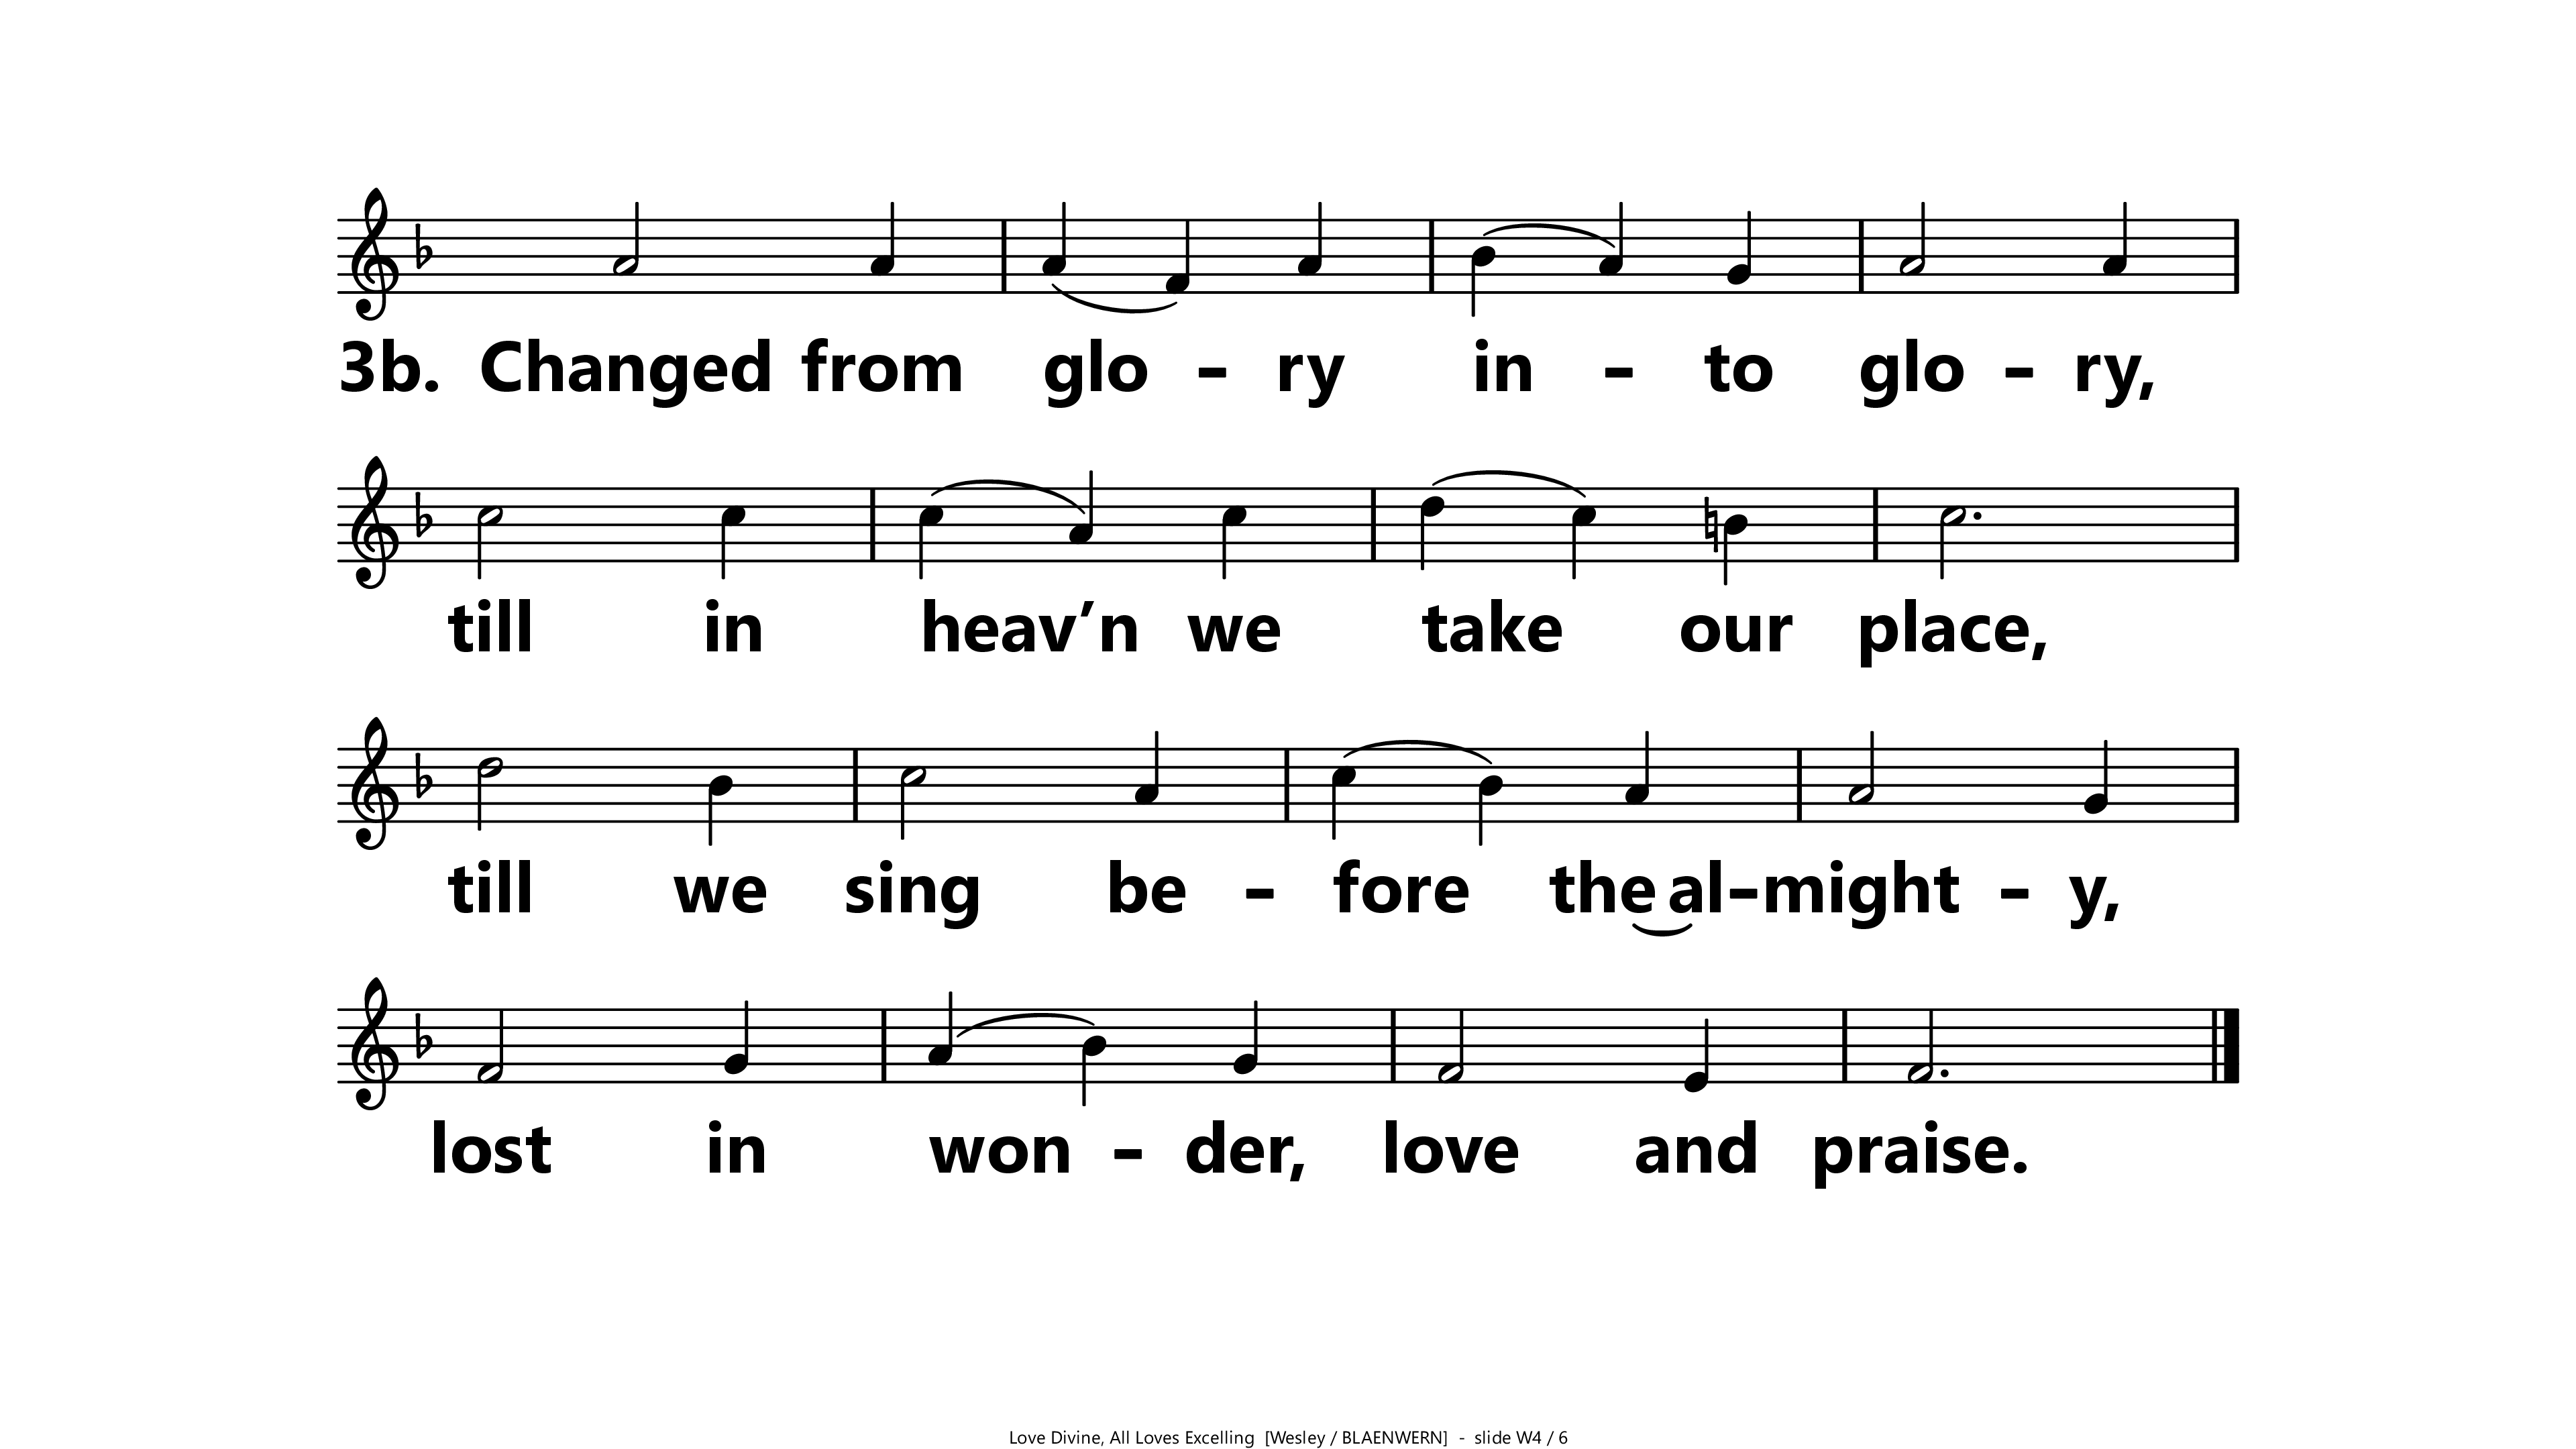 3b. Changed from glo - ry in - to glo - ry,
till in heav’n we take our place,
till we sing be - fore the al-might - y,
lost in won - der, love and praise.
Love Divine, All Loves Excelling [Wesley / BLAENWERN] - slide W4 / 6